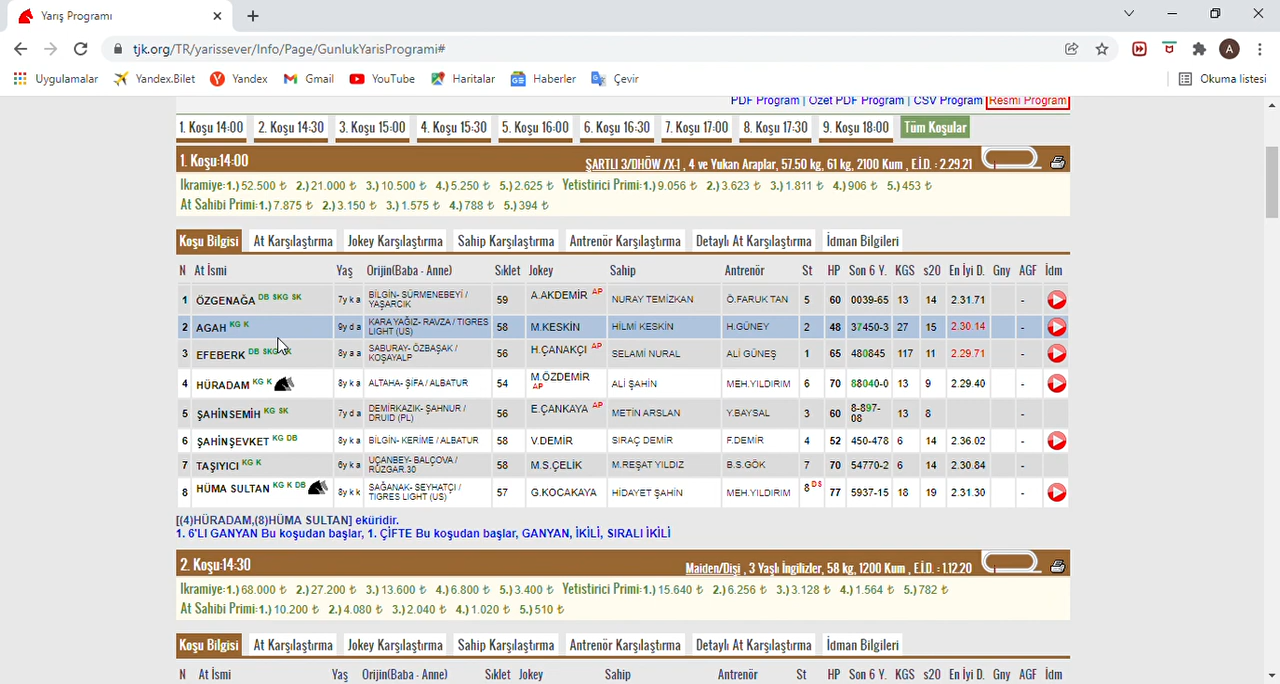 Yarış Programı
tjk.org/TR/yarissever/Info/Page/GunlukYarisProgrami#
A
Uygulamalar Yandex.Bilet Yandex Gmail YouTube Haritalar Haberler Çevir Okuma listesi
PDF Program | Özet PDF Program | CSV Program Resmi Program
1. Koşu 14:00 2. Koşu 14:30 3. Koşu 15:00 4. Koşu 15:30 5. Koşu 16:00 6. Koşu 16:30 7. Koşu 17:00 8. Koşu 17:30 9. Koşu 18:00 Tüm Koşular
1. Koşu:14:00 ŞARTLI 3/DHÖW /X-1 , 4 ve Yukarı Araplar, 57.50 kg, 61 kg, 2100 Kum , E.İ.D. : 2.29.21
Ikramiye:1.) 52.500 ₺ 2.) 21.000 ₺ 3.) 10.500 ₺ 4.) 5.250 ₺ 5.) 2.625 ₺ Yetistirici Primi:1.) 9.056 ₺ 2.) 3.623 ₺ 3.) 1.811 ₺ 4.) 906 ₺ 5.) 453 ₺
At Sahibi Primi:1.) 7.875 ₺ 2.) 3.150 ₺ 3.) 1.575 ₺ 4.) 788 ₺ 5.) 394 ₺
Koşu Bilgisi At Karşılaştırma Jokey Karşılaştırma Sahip Karşılaştırma Antrenör Karşılaştırma Detaylı At Karşılaştırma İdman Bilgileri
N At İsmi Yaş Orijin(Baba - Anne) Sıklet Jokey Sahip Antrenör St HP Son 6 Y. KGS s20 En İyi D. Gny AGF İdm
1 ÖZGENAĞA DB SKG SK 7y k a BİLGİN- SÜRMENEBEYİ / YAŞARCIK 59 A.AKDEMİR AP NURAY TEMİZKAN Ö.FARUK TAN 5 60 0039-65 13 14 2.31.71 -
2 AGAH KG K 9y d a KARAYAĞIZ- RAVZA / TIGRES LIGHT (US) 58 M.KESKİN HİLMİ KESKİN H.GÜNEY 2 48 37450-3 27 15 2.30.14 -
3 EFEBERK DB SKG 8y a a SABURAY- ÖZBAŞAK / KOŞAYALP 56 H.ÇANAKÇI AP SELAMİ NURAL ALİ GÜNEŞ 1 65 480845 117 11 2.29.71 -
4 HÜRADAM KG K 8y a a ALTAHA- ŞİFA / ALBATUR 54 M.ÖZDEMİR AP ALİ ŞAHİN MEH.YILDIRIM 6 70 88040-0 13 9 2.29.40 -
5 ŞAHİNSEMİH KG SK 7y d a DEMİRKAZIK- ŞAHNUR / DRUID (PL) 56 E.ÇANKAYA AP METİN ARSLAN Y.BAYSAL 3 60 8-897-08 13 8 -
6 ŞAHİNŞEVKET KG DB 8y k a BİLGİN- KERİME / ALBATUR 58 V.DEMİR SIRAÇ DEMİR F.DEMİR 4 52 450-478 6 14 2.36.02 -
7 TAŞIYICI KG K 6y k a UÇANBEY- BALÇOVA / RÜZGAR.30 58 M.S.ÇELİK M.REŞAT YILDIZ B.S.GÖK 7 70 54770-2 6 14 2.30.84 -
8 HÜMA SULTAN KG K DB 8y k k SAĞANAK- SEYHATÇI / TIGRES LIGHT (US) 57 G.KOCAKAYA HİDAYET ŞAHİN MEH.YILDIRIM 8 DS 77 5937-15 18 19 2.31.30 -
[(4)HÜRADAM,(8)HÜMA SULTAN] eküridir.
1. 6'LI GANYAN Bu koşudan başlar, 1. ÇİFTE Bu koşudan başlar, GANYAN, İKİLİ, SIRALI İKİLİ
2. Koşu:14:30 Maiden/Dişi , 3 Yaşlı İngilizler, 58 kg, 1200 Kum , E.İ.D. : 1.12.20
Ikramiye:1.) 68.000 ₺ 2.) 27.200 ₺ 3.) 13.600 ₺ 4.) 6.800 ₺ 5.) 3.400 ₺ Yetistirici Primi:1.) 15.640 ₺ 2.) 6.256 ₺ 3.) 3.128 ₺ 4.) 1.564 ₺ 5.) 782 ₺
At Sahibi Primi:1.) 10.200 ₺ 2.) 4.080 ₺ 3.) 2.040 ₺ 4.) 1.020 ₺ 5.) 510 ₺
Koşu Bilgisi At Karşılaştırma Jokey Karşılaştırma Sahip Karşılaştırma Antrenör Karşılaştırma Detaylı At Karşılaştırma İdman Bilgileri
N At İsmi Yaş Orijin(Baba - Anne) Sıklet Jokey Sahip Antrenör St HP Son 6 Y. KGS s20 En İyi D. Gny AGF İdm